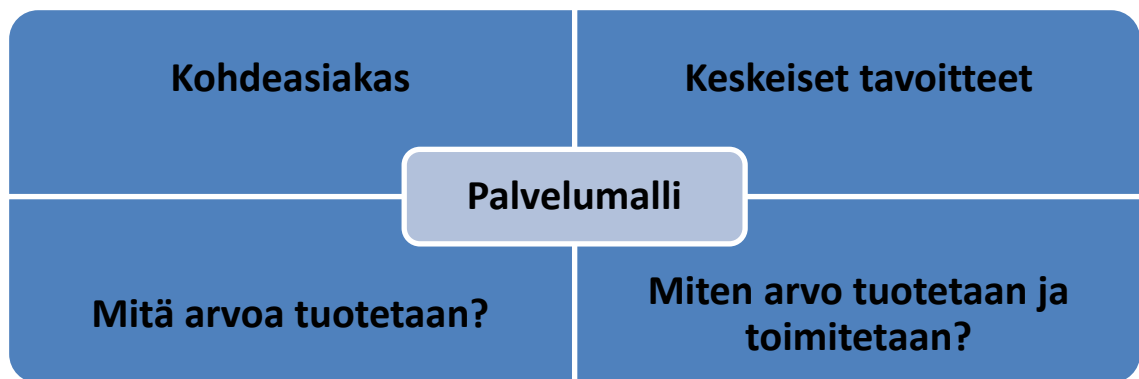 Kohdeasiakas
Keskeiset tavoitteet
Palvelumalli
Mitä arvoa tuotetaan?
Miten arvo tuotetaan ja
toimitetaan?